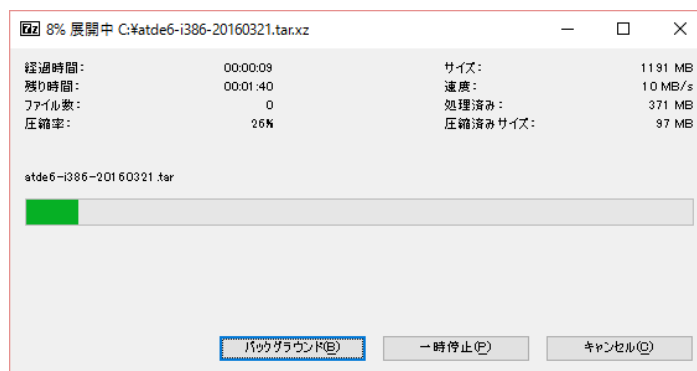 7z 8% 展開中 C:¥atde6-i386-20160321.tar.xz
経過時間: 00:00:09 サイズ: 1191 MB
残り時間: 00:01:40 速度: 10 MB/s
ファイル数: 0 処理済み: 371 MB
圧縮率: 26% 圧縮済みサイズ: 97 MB
atde6-i386-20160321.tar
バックグラウンド(B) 一時停止(P) キャンセル(C)